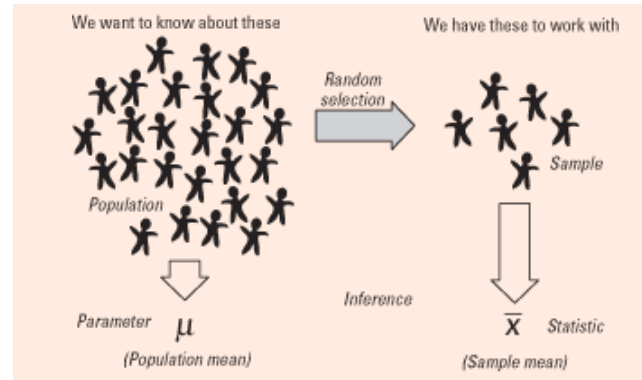 We want to know about these
We have these to work with
Random
selection
Population
Sample
Inference
Parameter μ
x̅ Statistic
(Population mean)
(Sample mean)